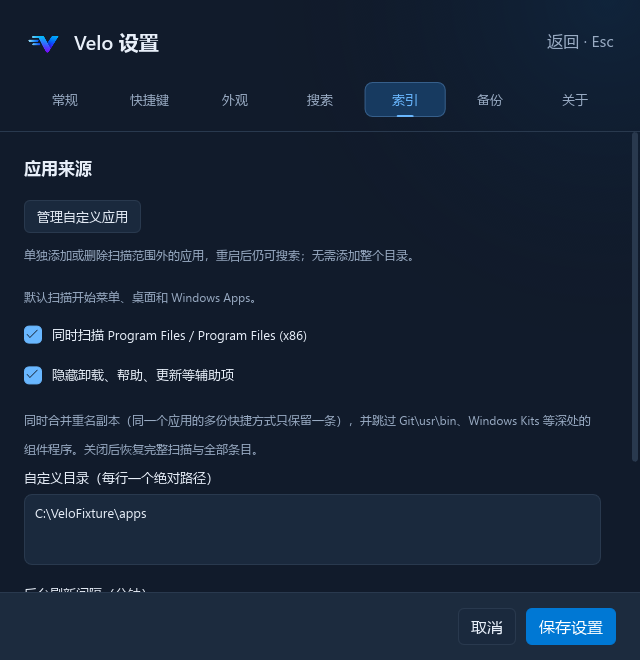 Velo 设置
返回 · Esc
常规 快捷键 外观 搜索 索引 备份 关于
应用来源
管理自定义应用
单独添加或删除扫描范围外的应用，重启后仍可搜索；无需添加整个目录。
默认扫描开始菜单、桌面和 Windows Apps。
同时扫描 Program Files / Program Files (x86)
隐藏卸载、帮助、更新等辅助项
同时合并重名副本（同一个应用的多份快捷方式只保留一条），并跳过 Git\usr\bin、Windows Kits 等深处的
组件程序。关闭后恢复完整扫描与全部条目。
自定义目录（每行一个绝对路径）
C:\VeloFixture\apps
后台刷新间隔（分钟）
取消
保存设置